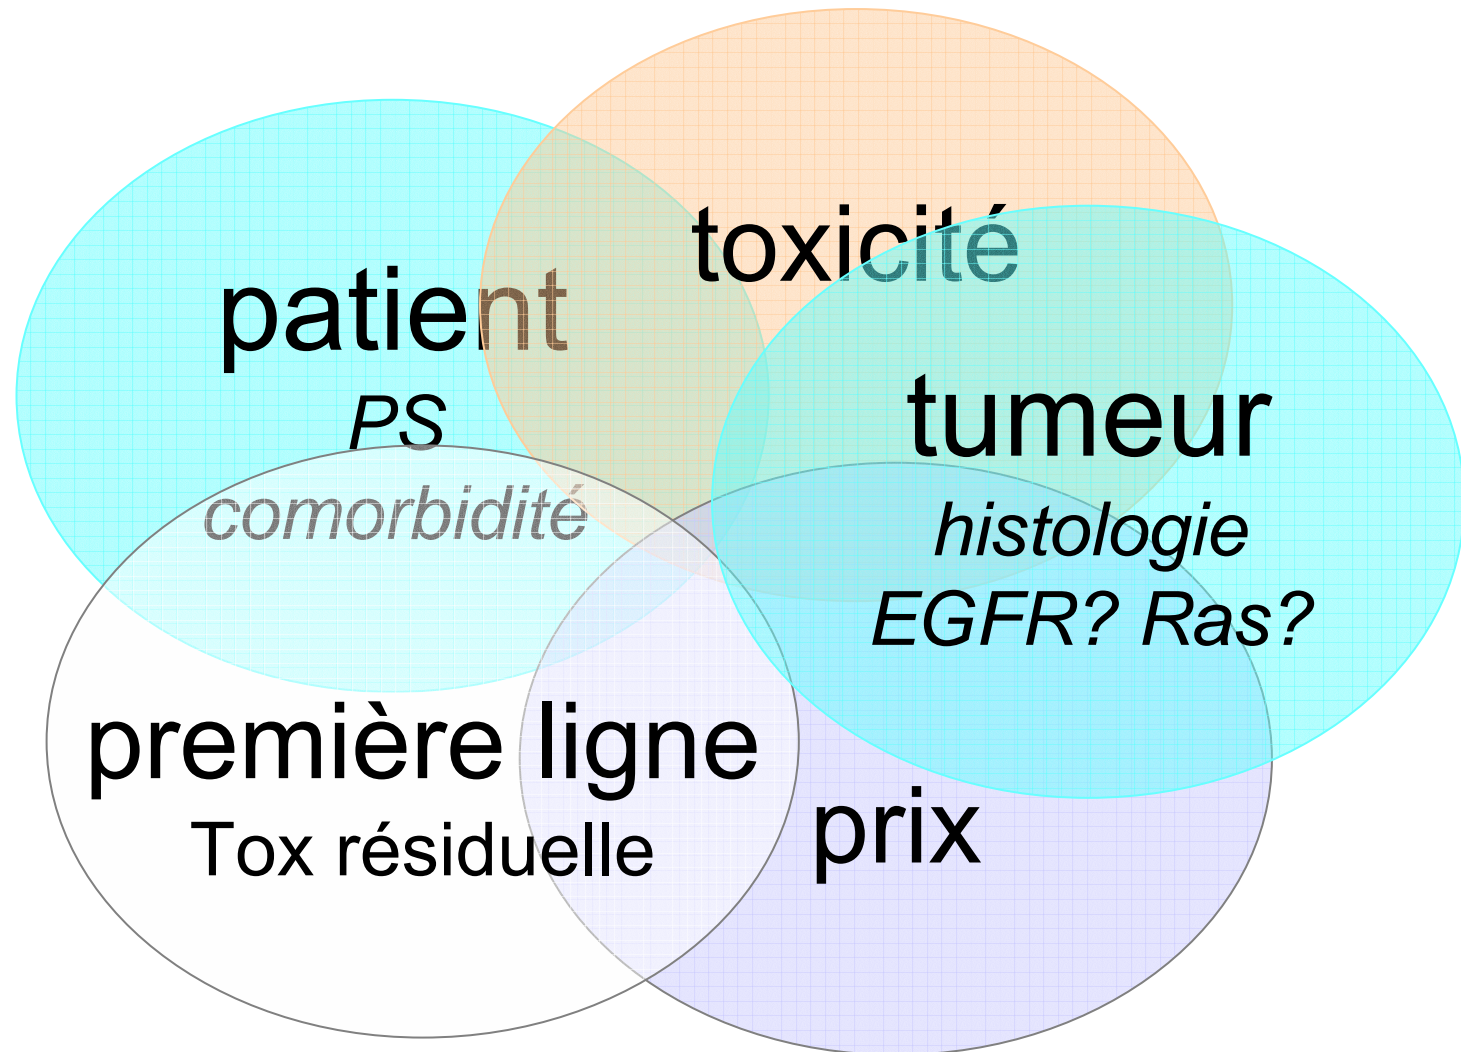 toxicité
patient
PS
comorbidité
tumeur
histologie
EGFR? Ras?
première ligne
Tox résiduelle
prix